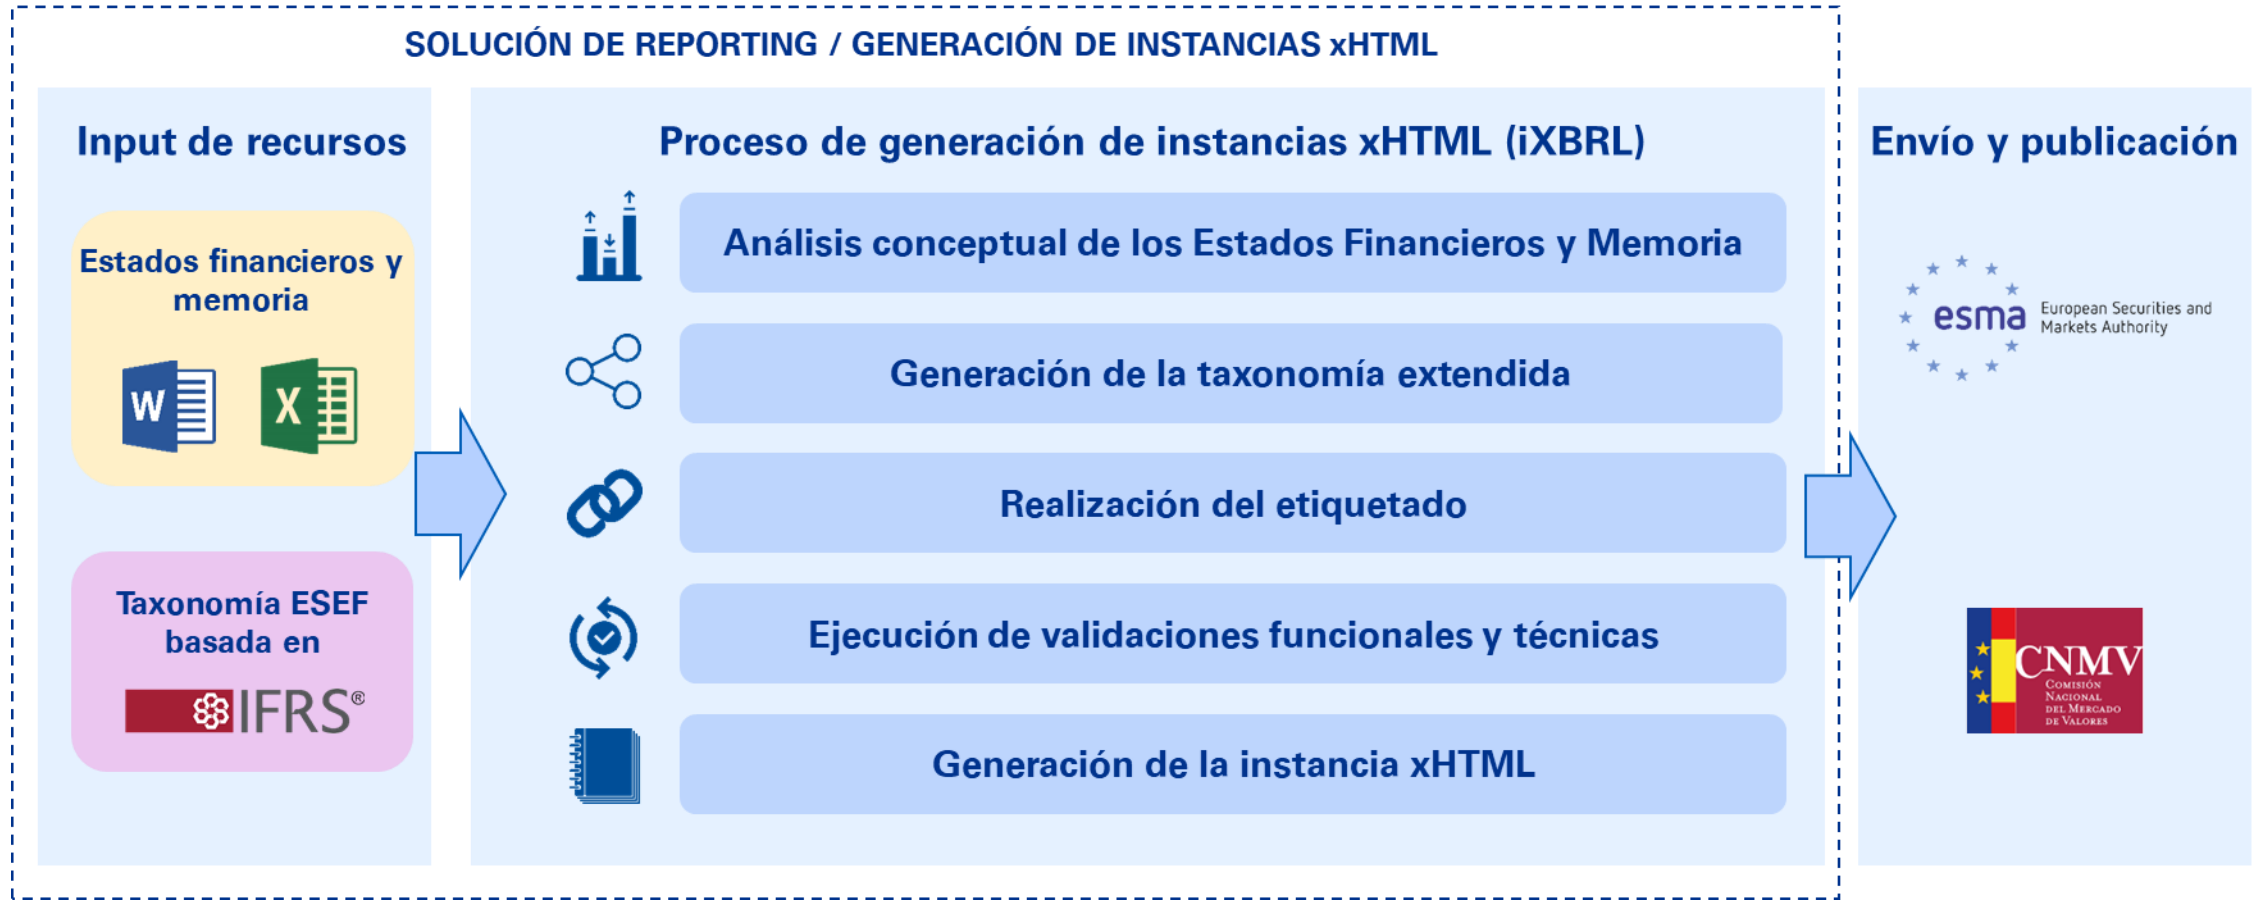 SOLUCIÓN DE REPORTING / GENERACIÓN DE INSTANCIAS xHTML
Input de recursos
Estados financieros y
memoria
W
X
Taxonomía ESEF
basada en
IFRS®
Proceso de generación de instancias xHTML (iXBRL)
Análisis conceptual de los Estados Financieros y Memoria
Generación de la taxonomía extendida
Realización del etiquetado
Ejecución de validaciones funcionales y técnicas
Generación de la instancia xHTML
Envío y publicación
esma
European Securities and
Markets Authority
CNMV
COMISIÓN
NACIONAL
DEL MERCADO
DE VALORES